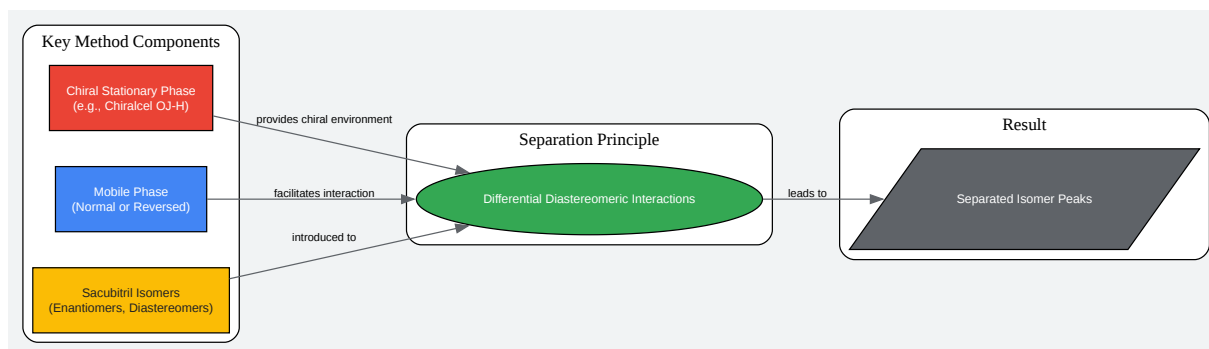 Key Method Components
Chiral Stationary Phase
(e.g., Chiralcel OJ-H)
provides chiral environment
Mobile Phase
(Normal or Reversed)
facilitates interaction
Sacubitril Isomers
(Enantiomers, Diastereomers)
introduced to
Separation Principle
Differential Diastereomeric Interactions
leads to
Result
Separated Isomer Peaks